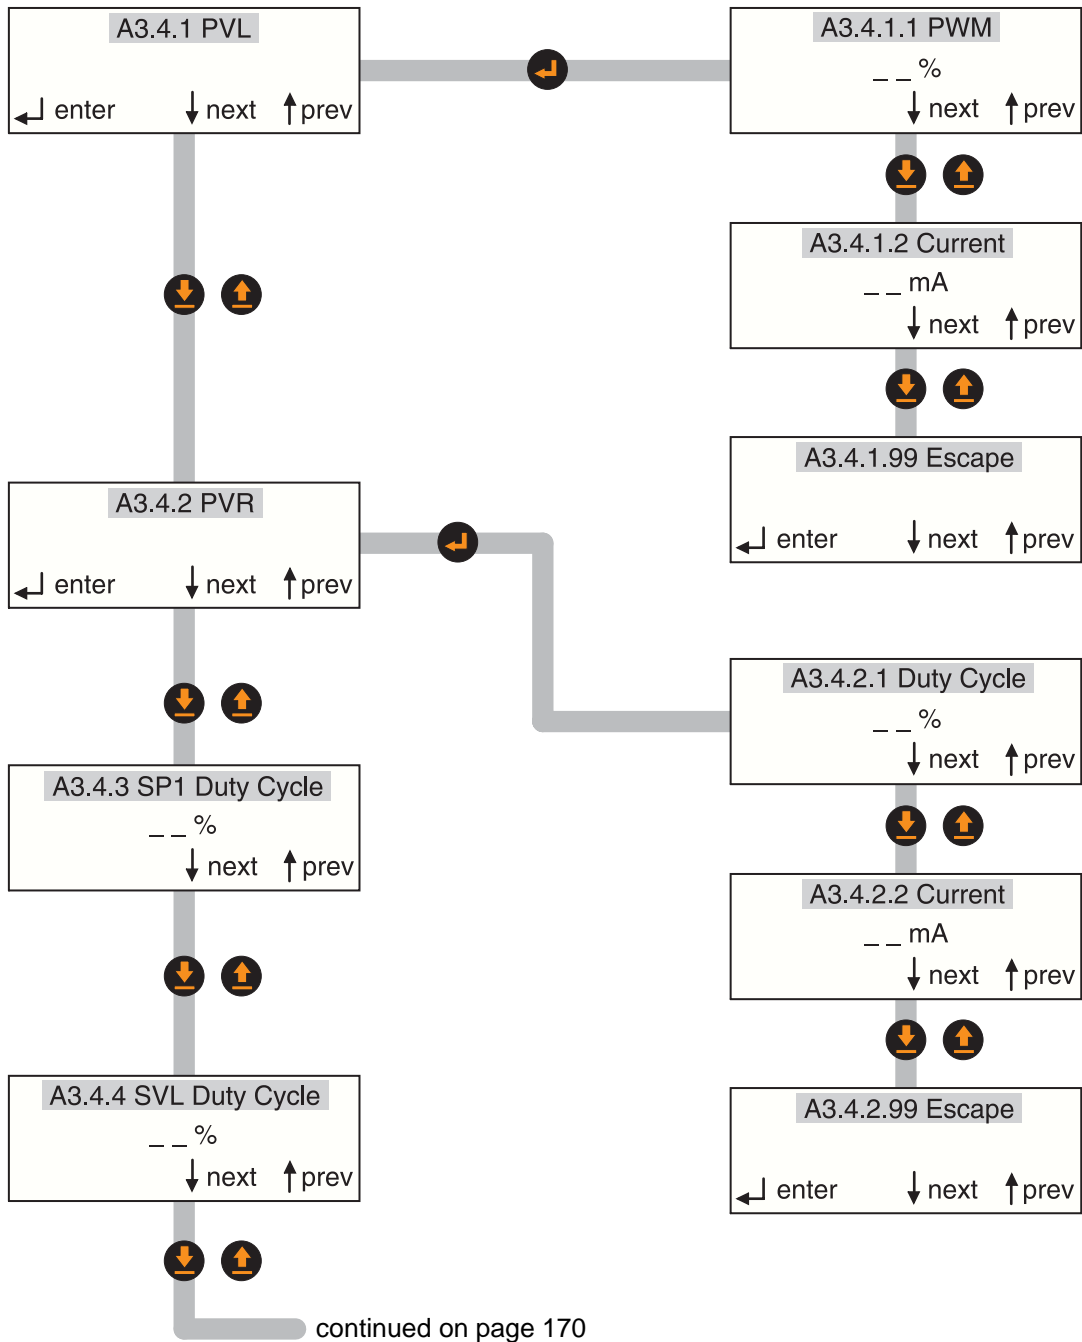 A3.4.1 PVL
enter next prev
A3.4.1.1 PWM
_ _ %
next prev
A3.4.1.2 Current
_ _ mA
next prev
A3.4.1.99 Escape
enter next prev
A3.4.2 PVR
enter next prev
A3.4.2.1 Duty Cycle
_ _ %
next prev
A3.4.3 SP1 Duty Cycle
_ _ %
next prev
A3.4.2.2 Current
_ _ mA
next prev
A3.4.4 SVL Duty Cycle
_ _ %
next prev
A3.4.2.99 Escape
enter next prev
continued on page 170